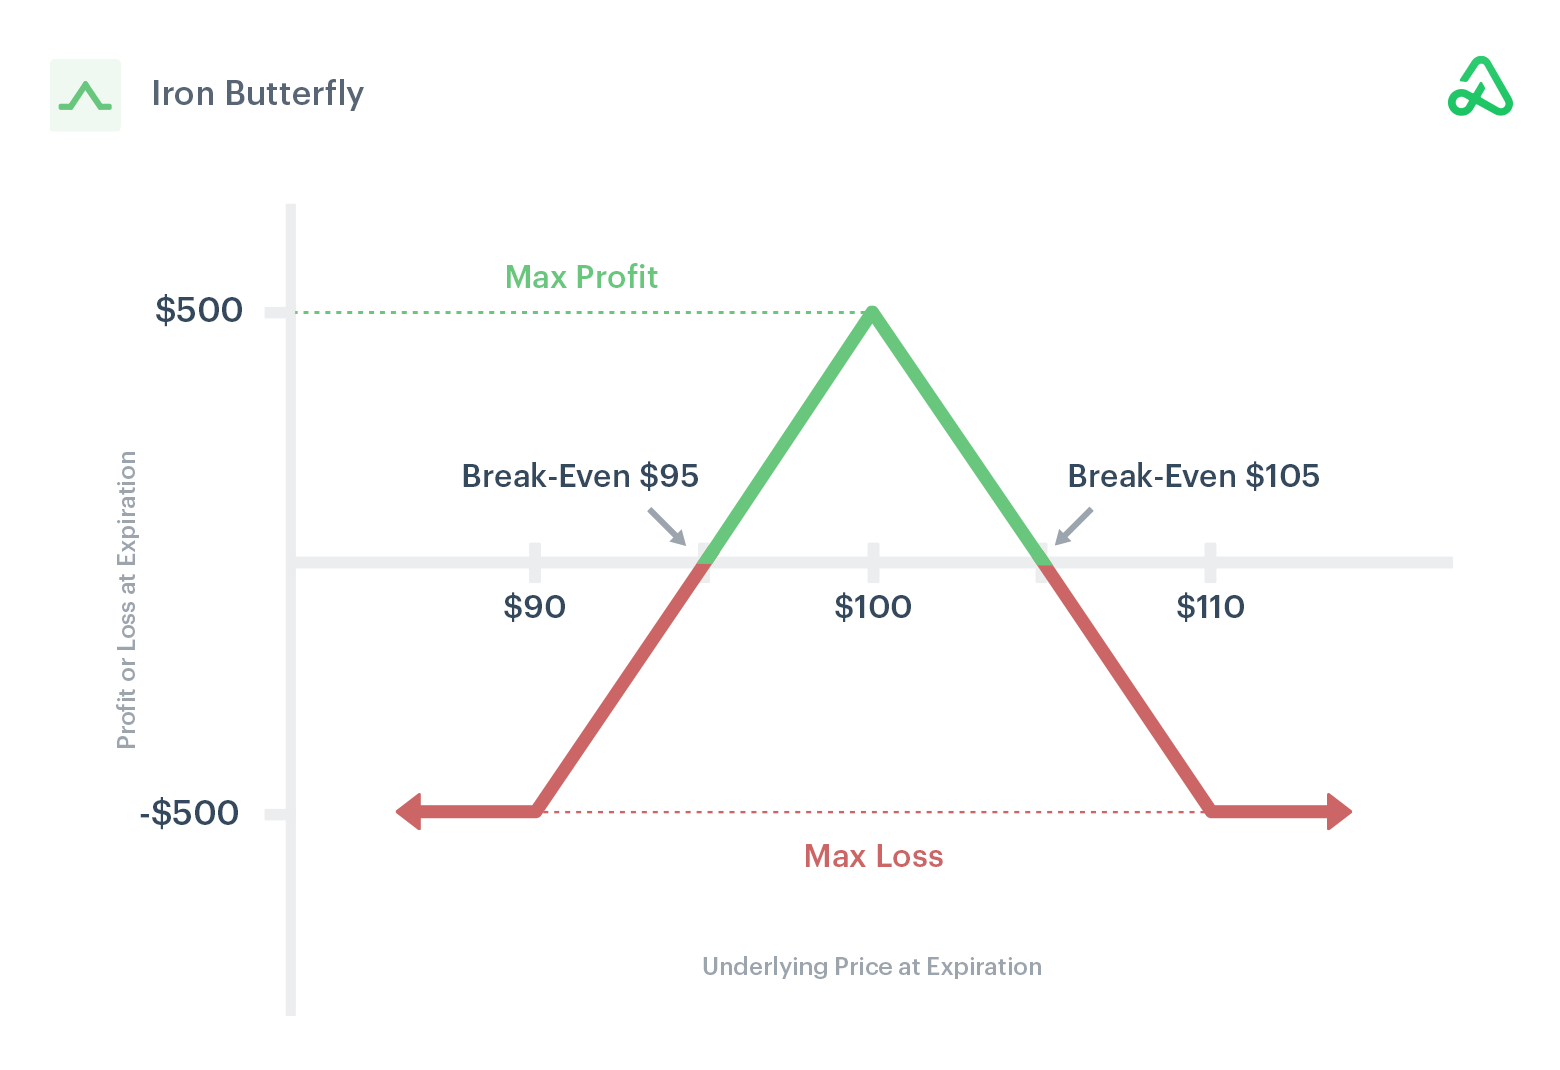 Iron Butterfly
Max Profit
$500
Break-Even $95
Break-Even $105
$90
$100
$110
Profit or Loss at Expiration
-$500
Max Loss
Underlying Price at Expiration